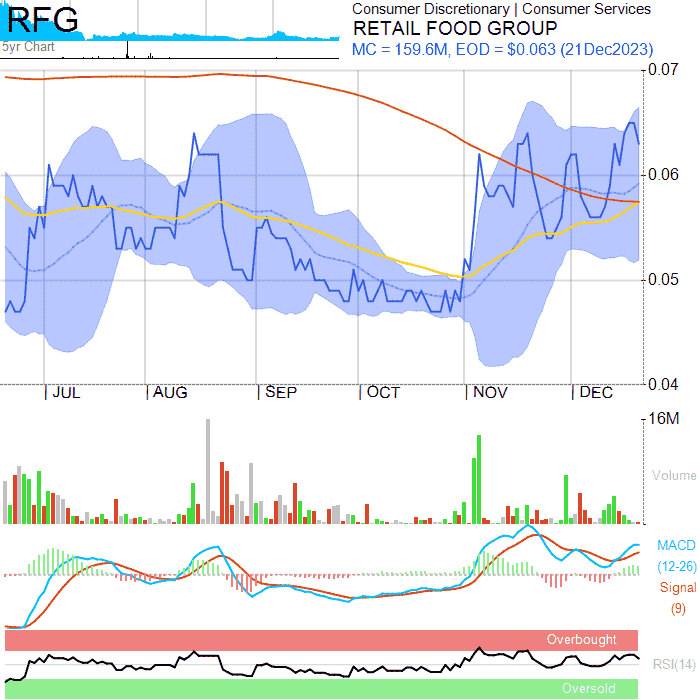 RFG
5yr Chart
Consumer Discretionary | Consumer Services
RETAIL FOOD GROUP
MC = 159.6M, EOD = $0.063 (21Dec2023)
0.07
0.06
0.05
0.04
JUL AUG SEP OCT NOV DEC
16M
Volume
MACD
(12-26)
Signal
(9)
Overbought
RSI(14)
Oversold